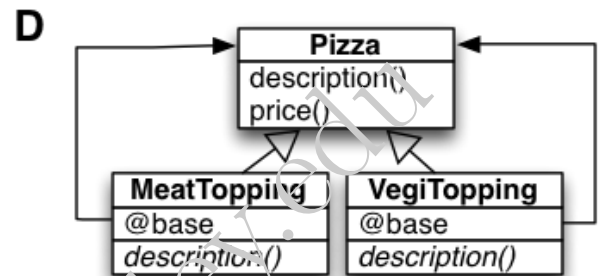 D
Pizza
description()
price()
MeatTopping
@base
description()
VegiTopping
@base
description()